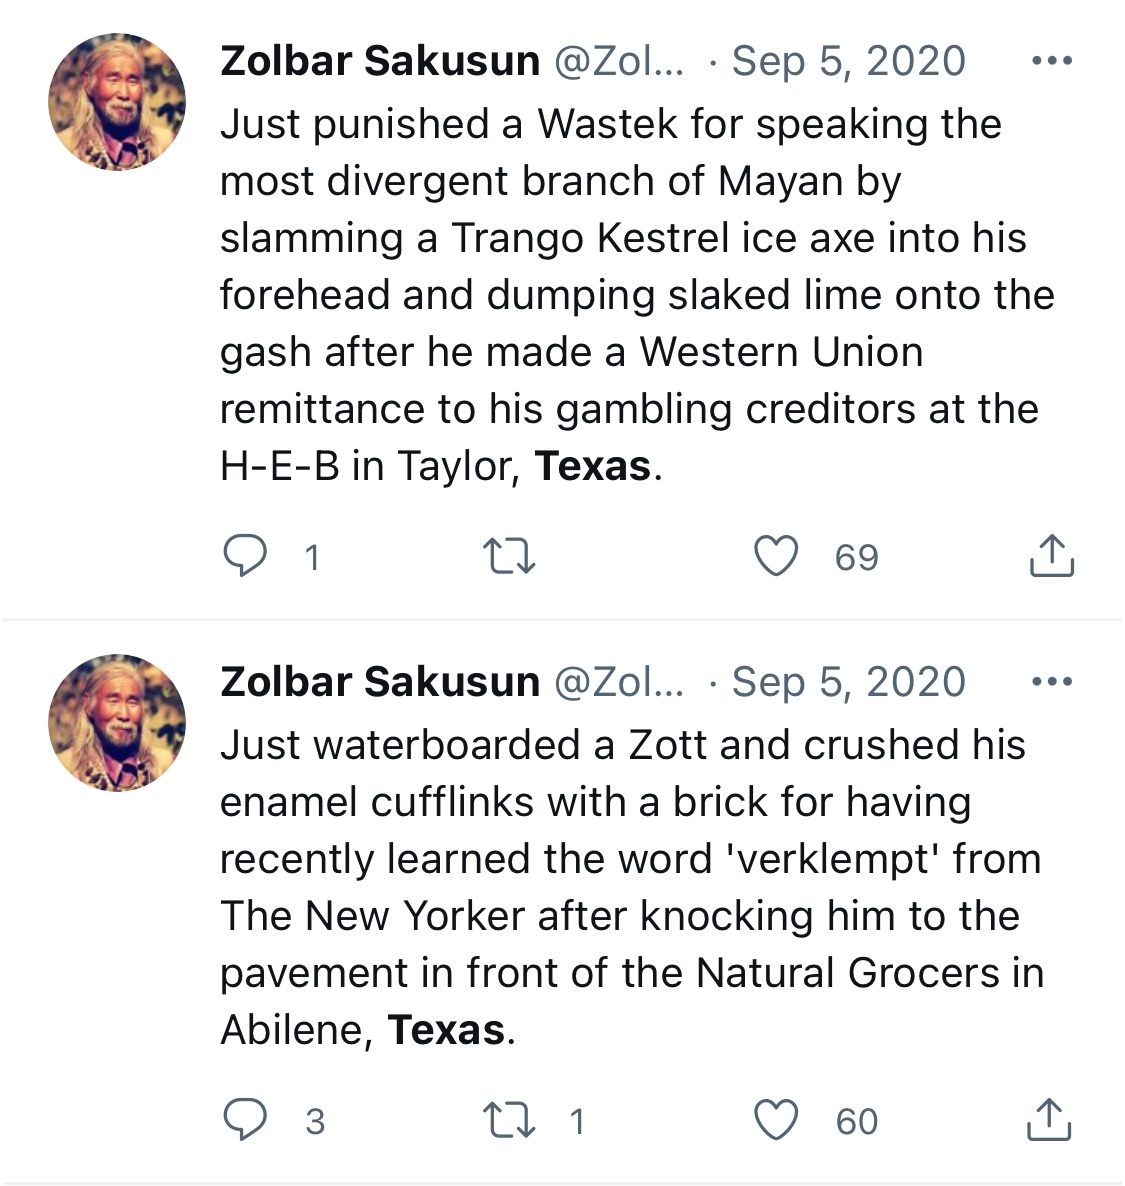 Zolbar Sakusun @Zol... · Sep 5, 2020 ...
Just punished a Wastek for speaking the
most divergent branch of Mayan by
slamming a Trango Kestrel ice axe into his
forehead and dumping slaked lime onto the
gash after he made a Western Union
remittance to his gambling creditors at the
H-E-B in Taylor, Texas.
1 69
Zolbar Sakusun @Zol... · Sep 5, 2020 ...
Just waterboarded a Zott and crushed his
enamel cufflinks with a brick for having
recently learned the word 'verklempt' from
The New Yorker after knocking him to the
pavement in front of the Natural Grocers in
Abilene, Texas.
3 1 60